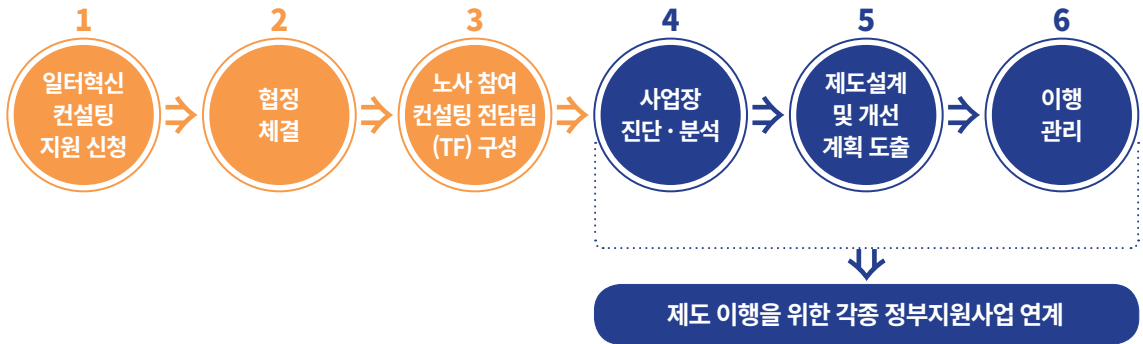 1
일터혁신
컨설팅
지원 신청
2
협정
체결
3
노사 참여
컨설팅 전담팀
(TF) 구성
4
사업장
진단 · 분석
5
제도설계
및 개선
계획 도출
6
이행
관리
제도 이행을 위한 각종 정부지원사업 연계